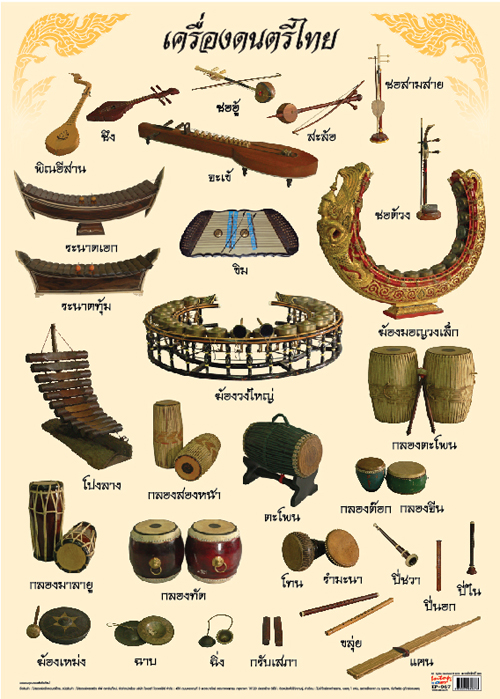 เครื่องดนตรีไทย
ซอสามสาย
ซอู้
ซึง
สะล้อ
พิณอีสาน
จะเข้
ซอด้วง
ระนาดเอก
ขิม
ระนาดทุ้ม
ฆ้องมอญวงเล็ก
ฆ้องวงใหญ่
กลองตะโพน
โปงลาง
กลองสองหน้า
ตะโพน
กลองต๊อก
กลองจีน
กลองมาลายู
กลองทัด
โทน
รำมะนา
ปี่ชวา
ปี่นอก
ปี่ใน
ฆ้องเหม่ง
ฉาบ
ฉิ่ง
กรับเสภา
ขลุ่ย
แคน